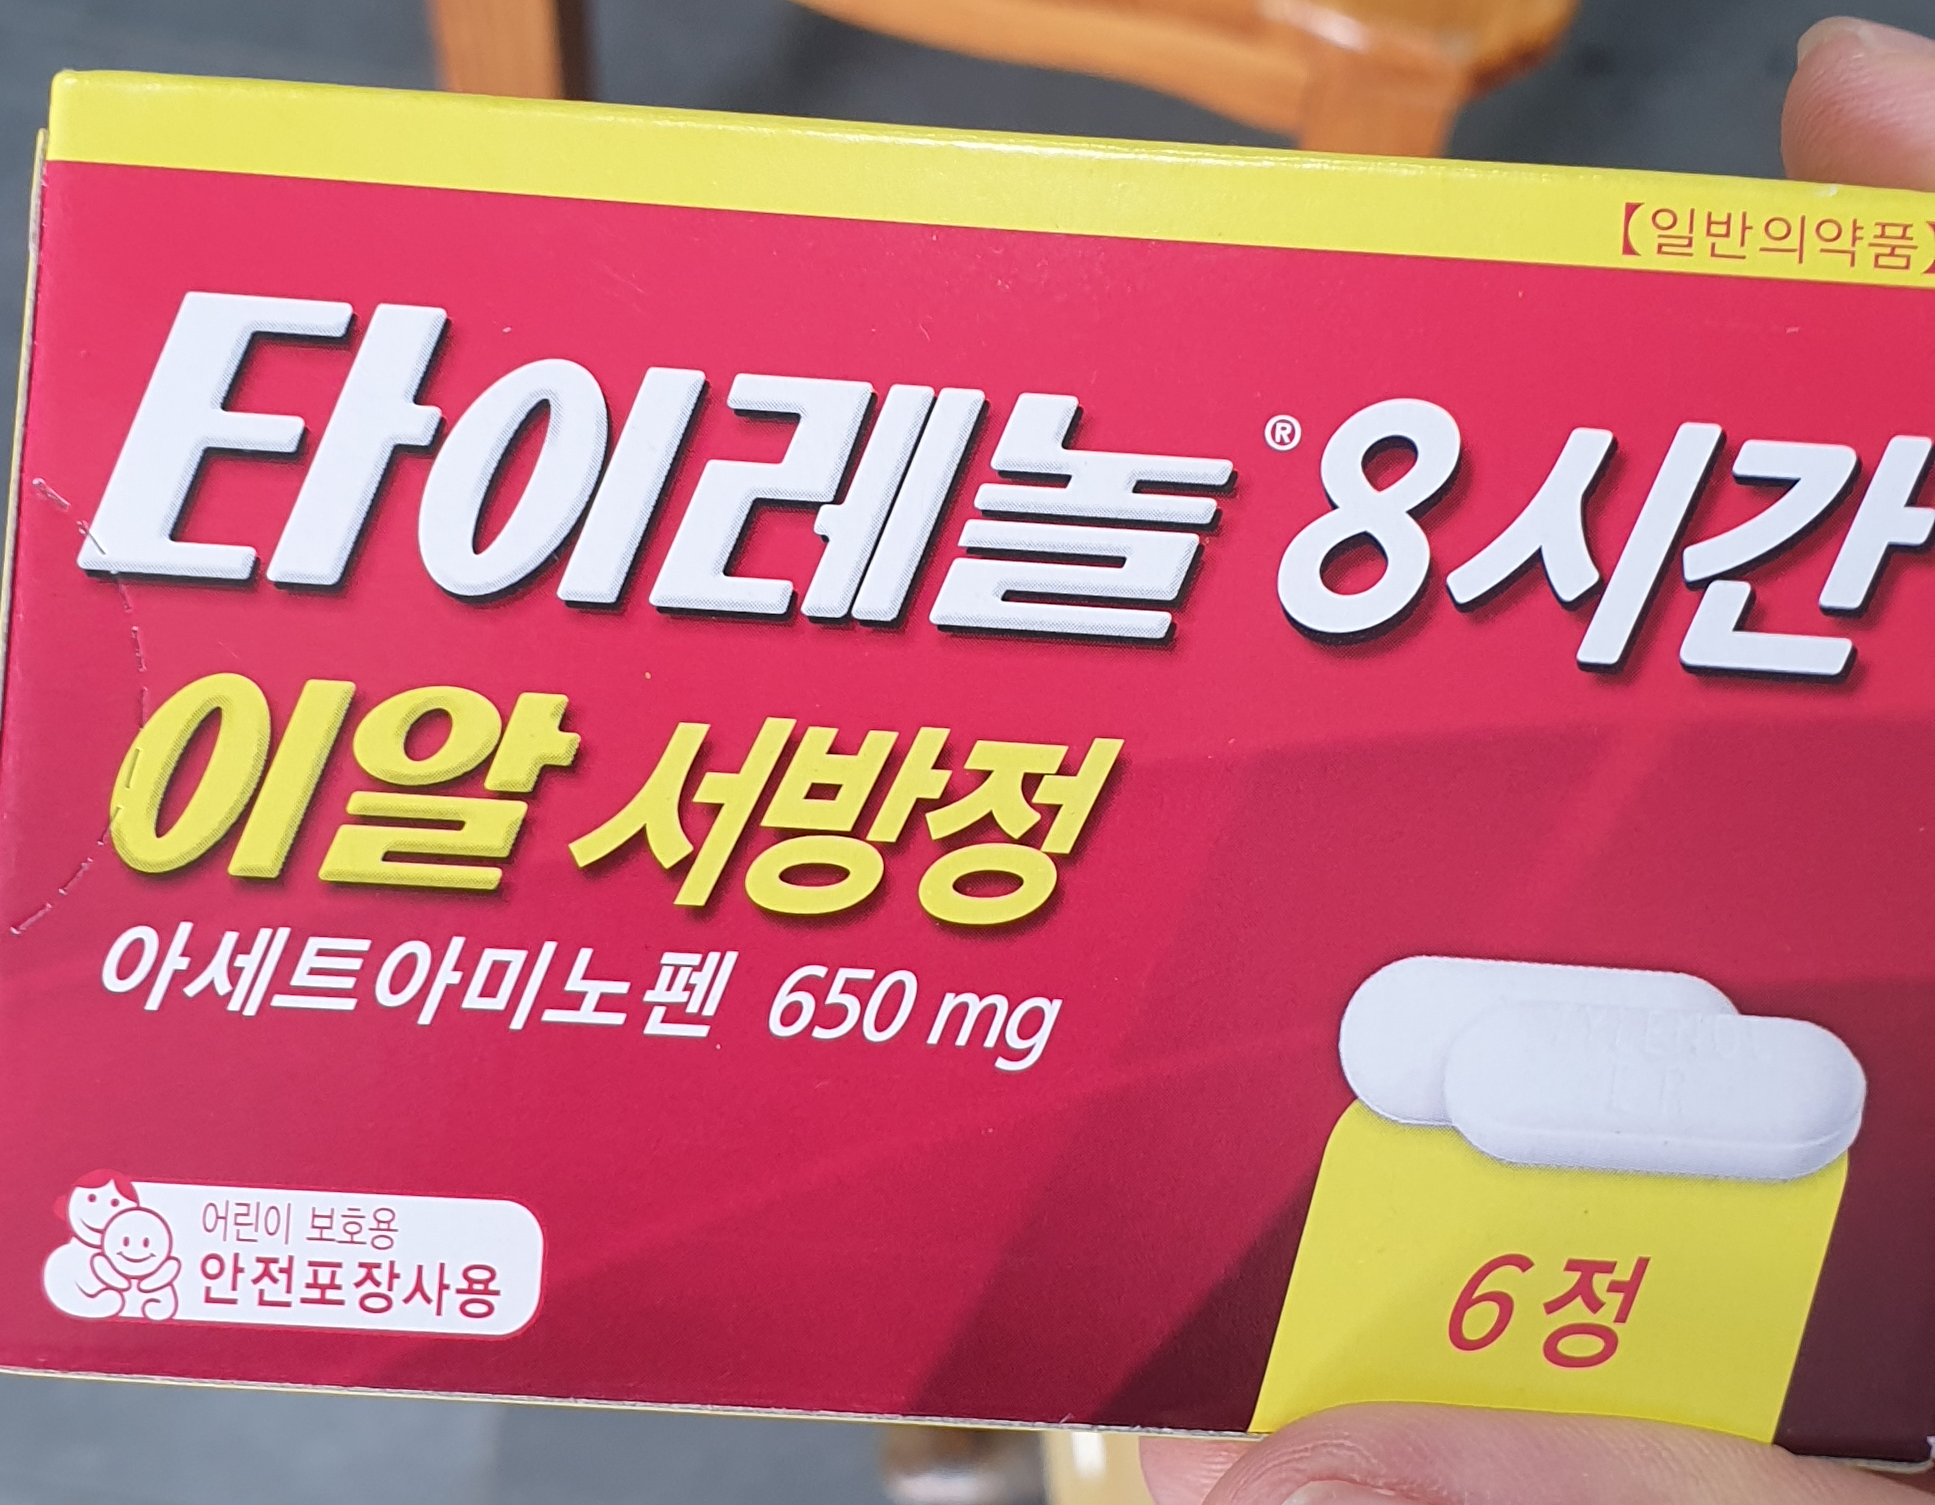 【일반의약품】
타이레놀® 8시간
이알 서방정
아세트아미노펜 650 mg
어린이 보호용
안전포장사용
6정